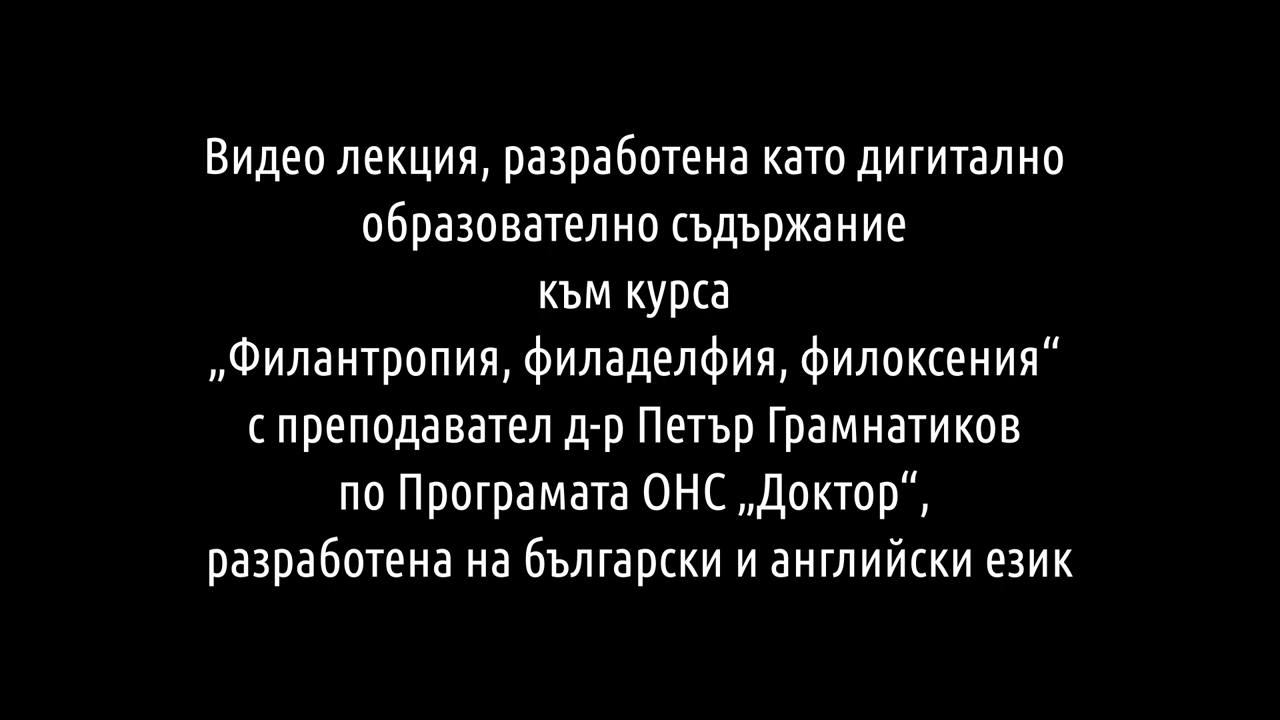 Видео лекция, разработена като дигитално
образователно съдържание
към курса
„Филантропия, филаделфия, филоксения“
с преподавател д-р Петър Грамнатиков
по Програмата ОНС „Доктор“,
разработена на български и английски език